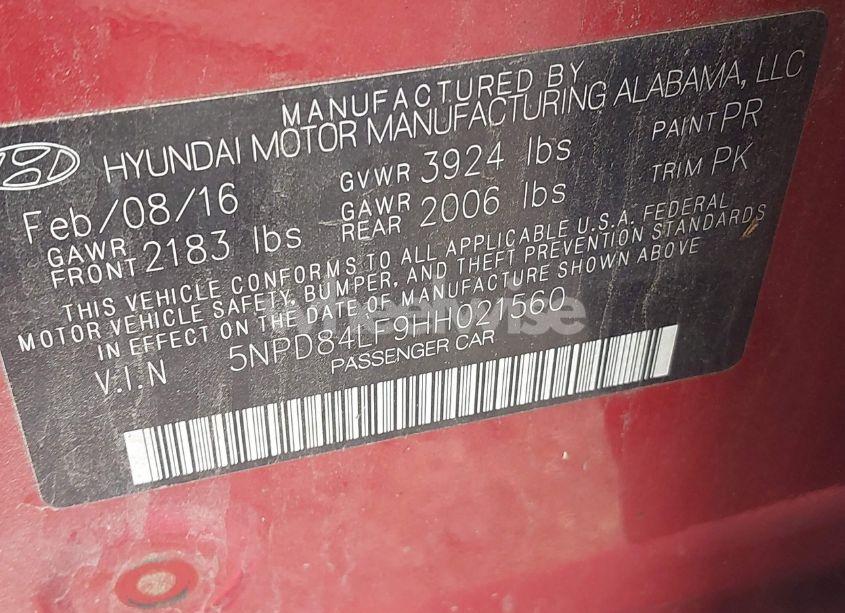 MANUFACTURED BY
HYUNDAI MOTOR MANUFACTURING ALABAMA, LLC
Feb/08/16 GVWR 3924 lbs PAINT PR
GAWR FRONT 2183 lbs GAWR REAR 2006 lbs TRIM PK
THIS VEHICLE CONFORMS TO ALL APPLICABLE U.S.A. FEDERAL
MOTOR VEHICLE SAFETY, BUMPER, AND THEFT PREVENTION STANDARDS
IN EFFECT ON THE DATE OF MANUFACTURE SHOWN ABOVE
V.I.N 5NPD84LF9HH021560
PASSENGER CAR
wheelwise